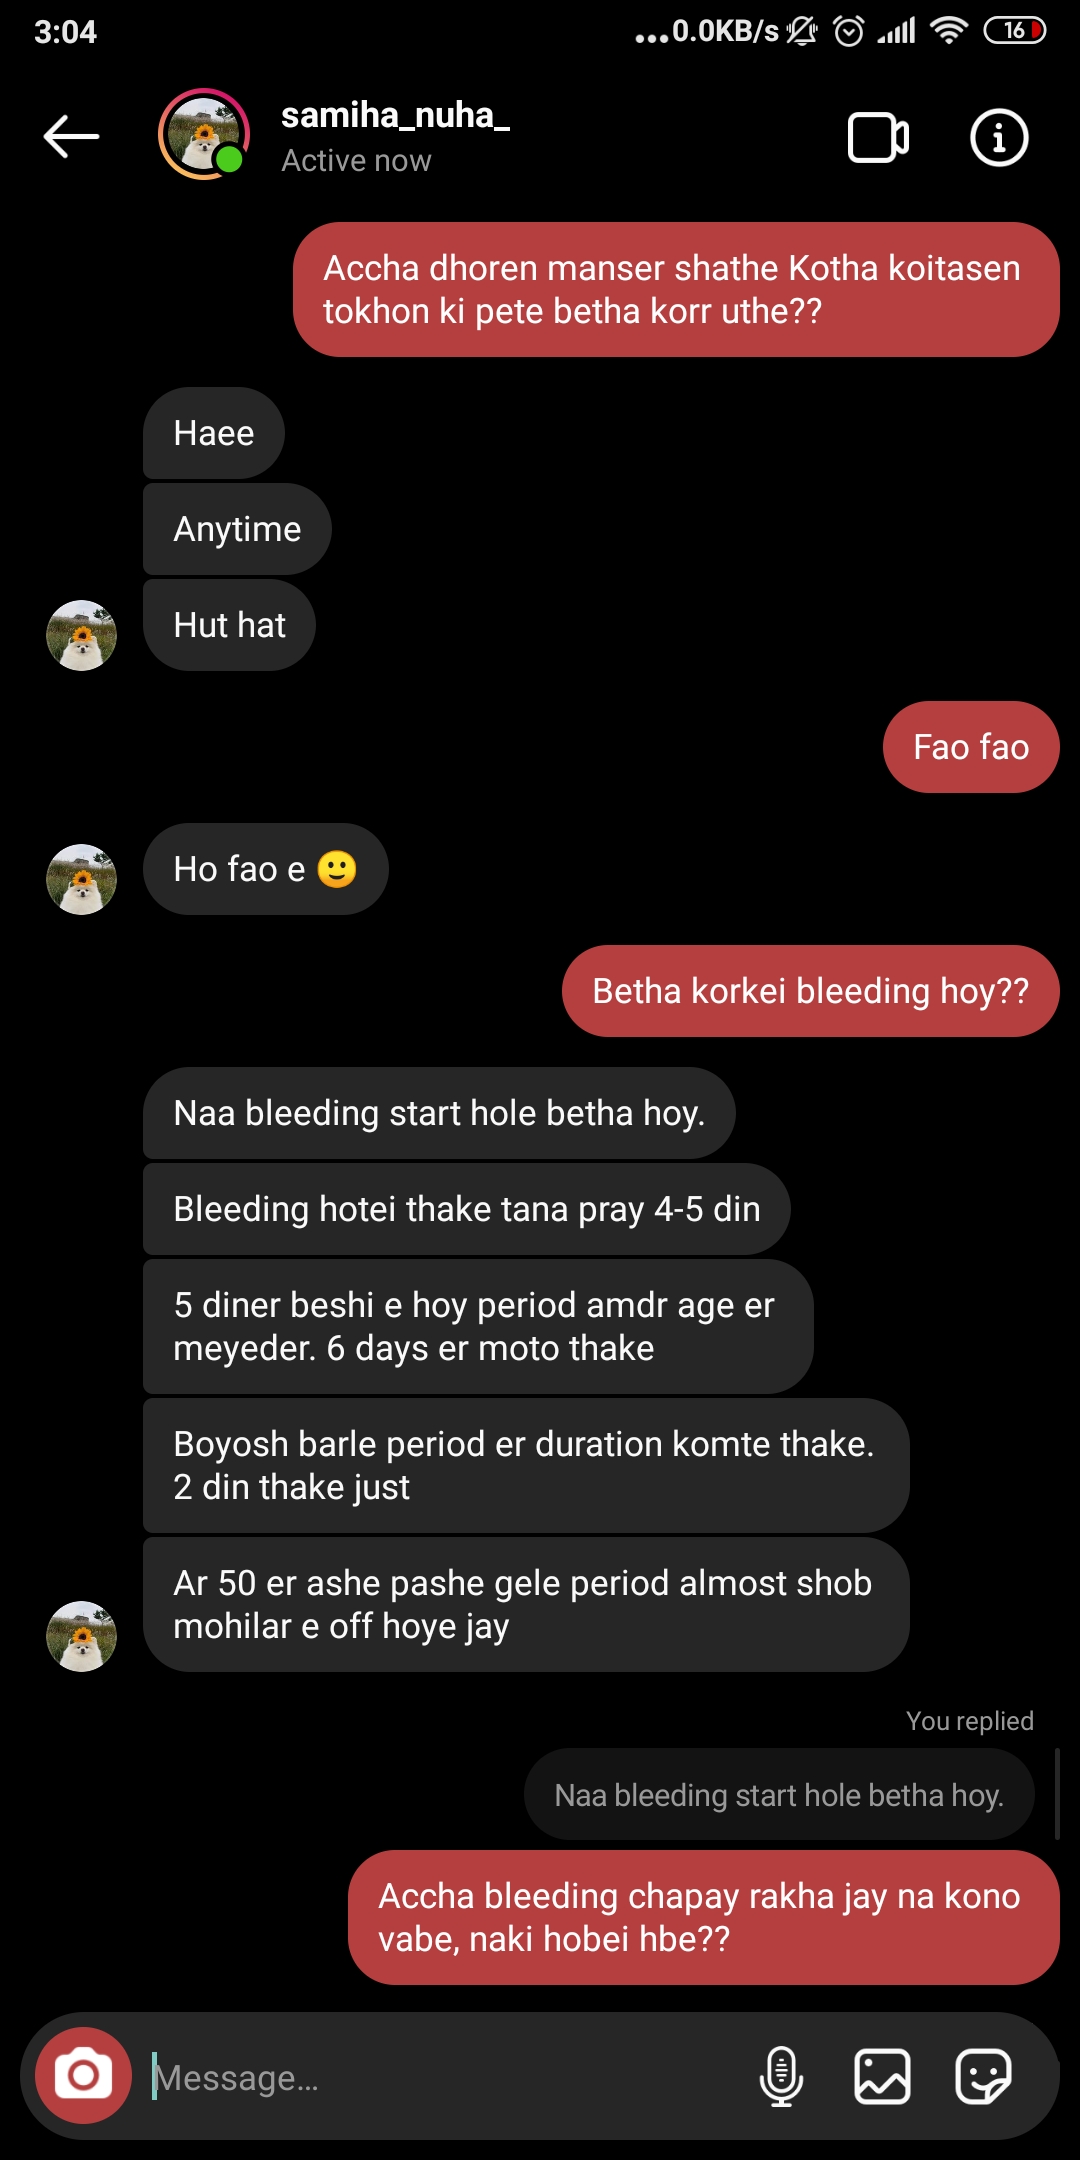 3:04
...0.0KB/s
16
samiha_nuha_
Active now
Accha dhoren manser shathe Kotha koitasen
tokhon ki pete betha korr uthe??
Haee
Anytime
Hut hat
Fao fao
Ho fao e 🙂
Betha korkei bleeding hoy??
Naa bleeding start hole betha hoy.
Bleeding hotei thake tana pray 4-5 din
5 diner beshi e hoy period amdr age er
meyeder. 6 days er moto thake
Boyosh barle period er duration komte thake.
2 din thake just
Ar 50 er ashe pashe gele period almost shob
mohilar e off hoye jay
You replied
Naa bleeding start hole betha hoy.
Accha bleeding chapay rakha jay na kono
vabe, naki hobei hbe??
Message...